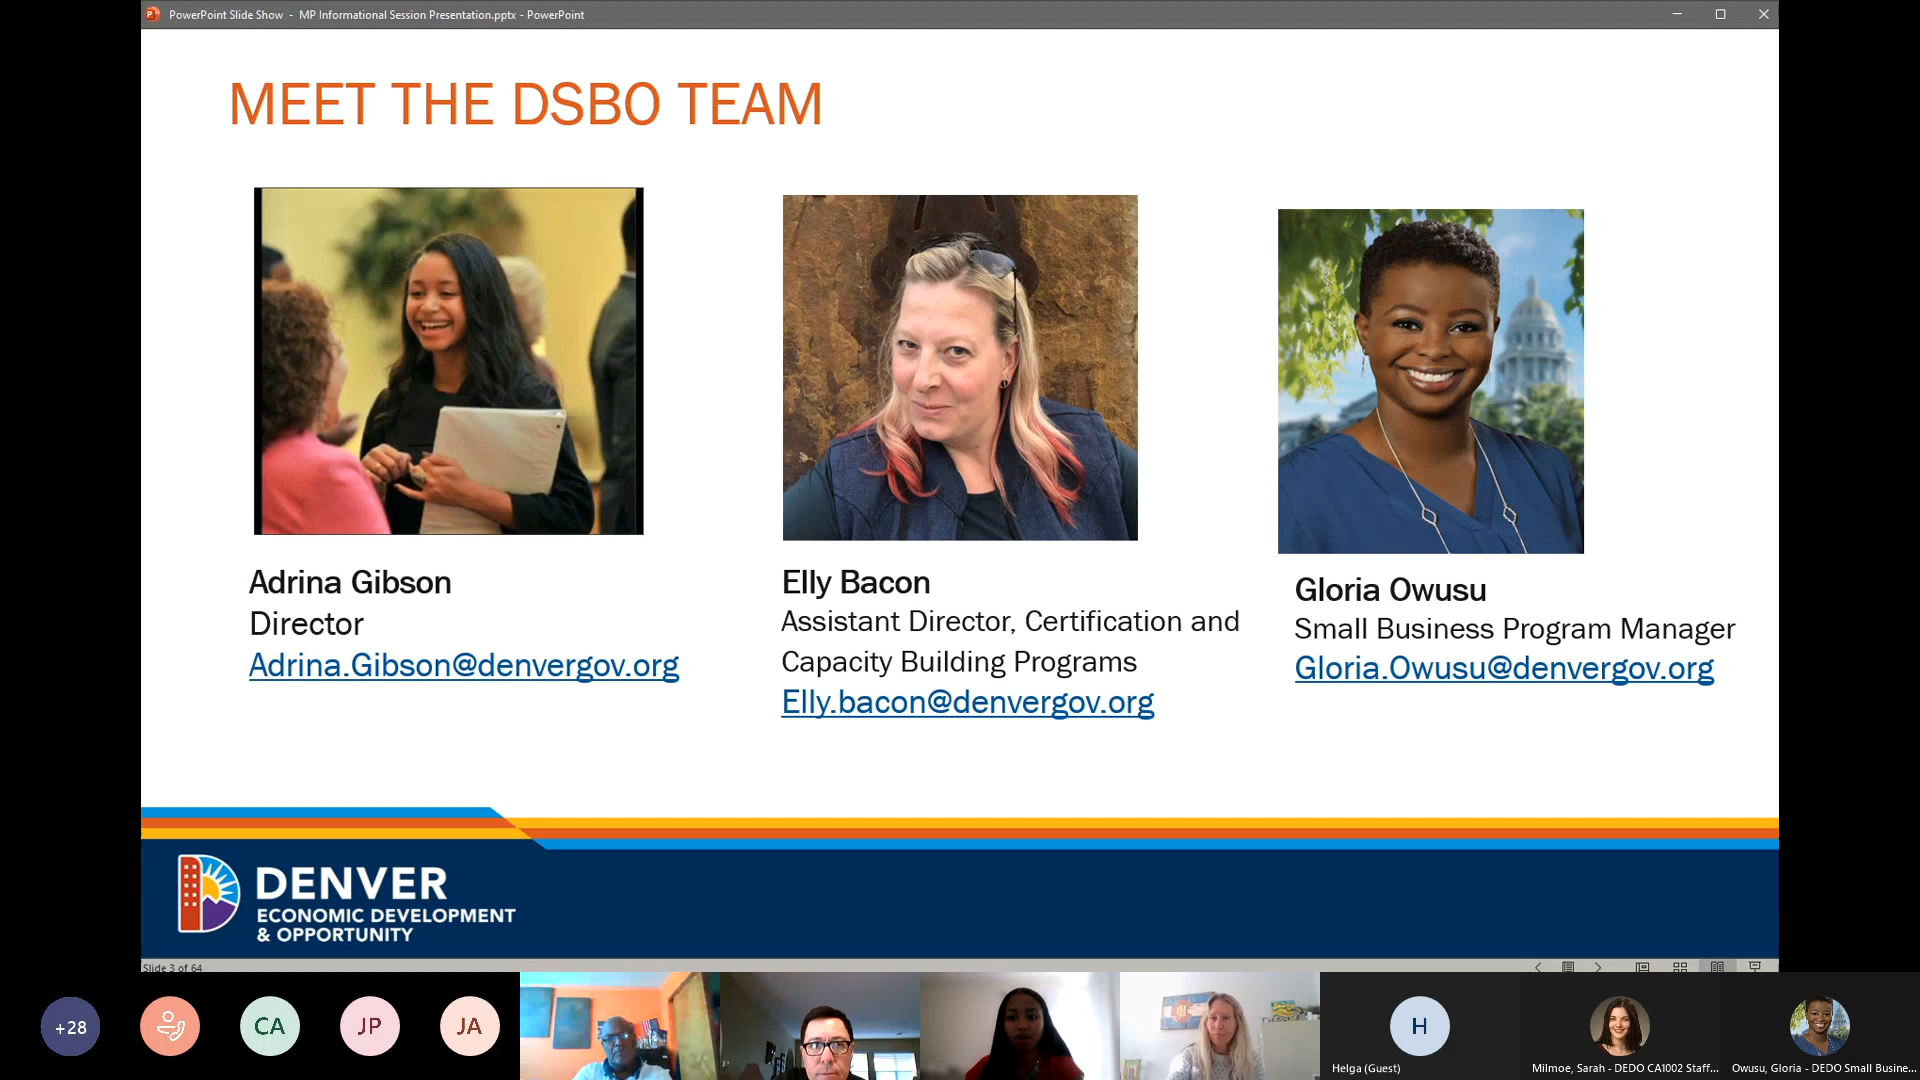 PowerPoint Slide Show - MP Informational Session Presentation.pptx - PowerPoint
MEET THE DSBO TEAM
Adrina Gibson
Director
Adrina.Gibson@denvergov.org
Elly Bacon
Assistant Director, Certification and
Capacity Building Programs
Elly.bacon@denvergov.org
Gloria Owusu
Small Business Program Manager
Gloria.Owusu@denvergov.org
DENVER
ECONOMIC DEVELOPMENT
& OPPORTUNITY
Slide 3 of 64
+28
CA
JP
JA
H
Helga (Guest)
Milmoe, Sarah - DEDO CA1002 Staff...
Owusu, Gloria - DEDO Small Busine...